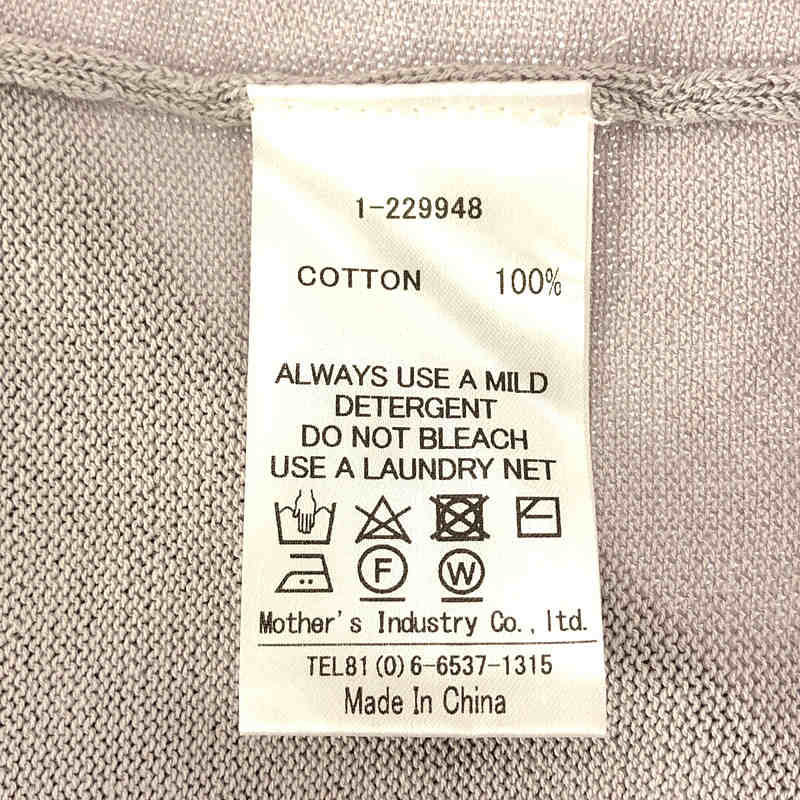 1-229948
COTTON 100%
ALWAYS USE A MILD
DETERGENT
DO NOT BLEACH
USE A LAUNDRY NET
F W
Mother's Industry Co., ltd.
TEL81(0)6-6537-1315
Made In China